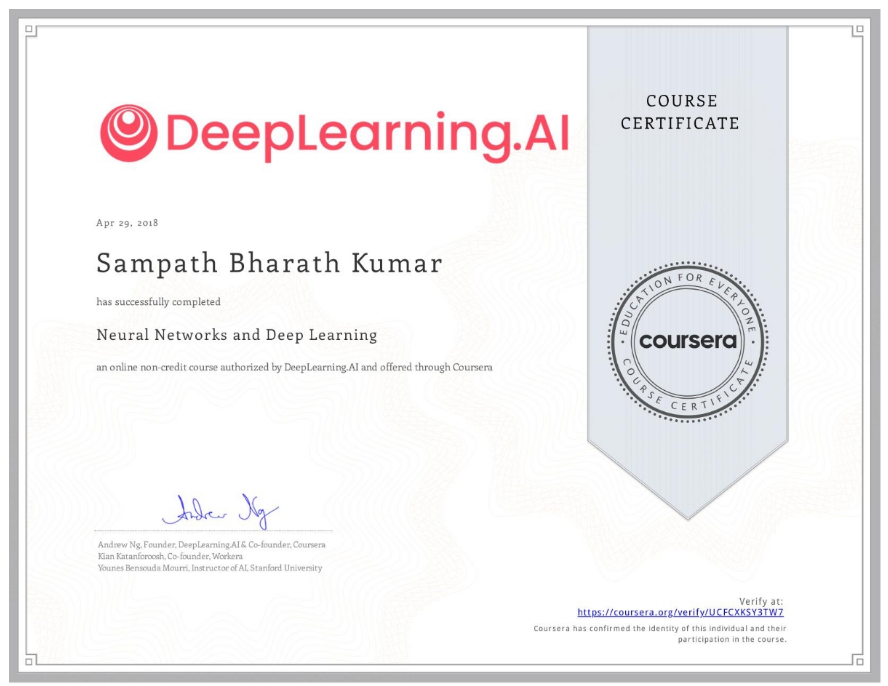 DeepLearning.AI
COURSE
CERTIFICATE
Apr 29, 2018
Sampath Bharath Kumar
has successfully completed
Neural Networks and Deep Learning
an online non-credit course authorized by DeepLearning.AI and offered through Coursera
EDUCATION FOR EVERYONE
coursera
COURSE CERTIFICATE
Andrew Ng
Andrew Ng, Founder, DeepLearning.AI & Co-founder, Coursera
Kian Katanforoosh, Co-founder, Workera
Younes Bensouda Mourri, Instructor of AI, Stanford University
Verify at:
https://coursera.org/verify/UCFCXKSY3TW7
Coursera has confirmed the identity of this individual and their
participation in the course.